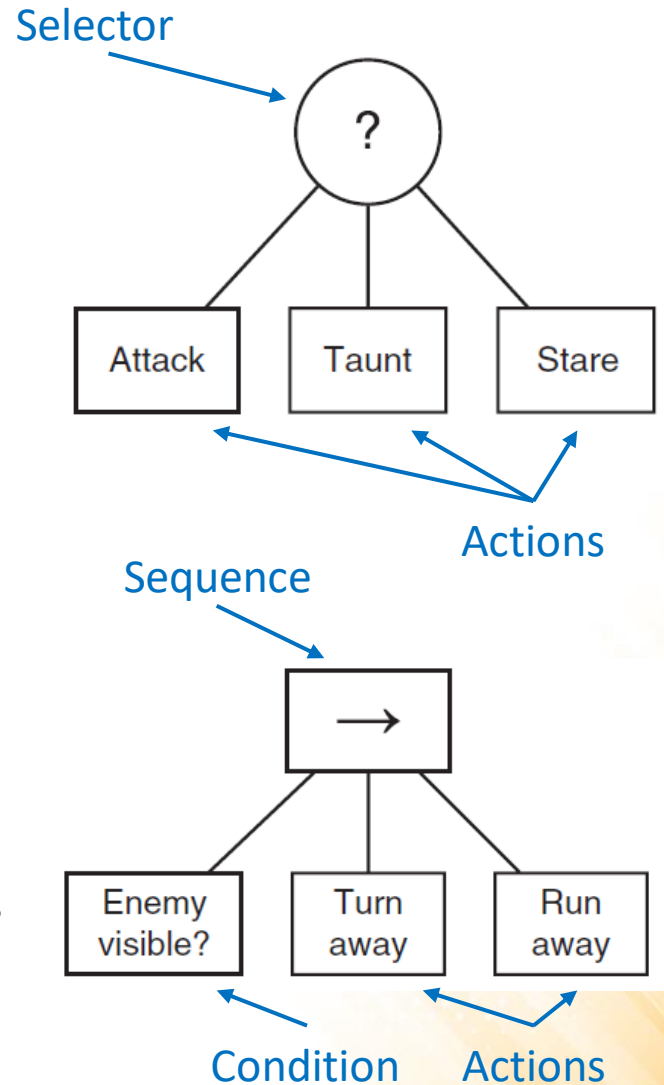 Selector
?
Attack
Taunt
Stare
Actions
Sequence
→
Enemy
visible?
Turn
away
Run
away
Condition
Actions